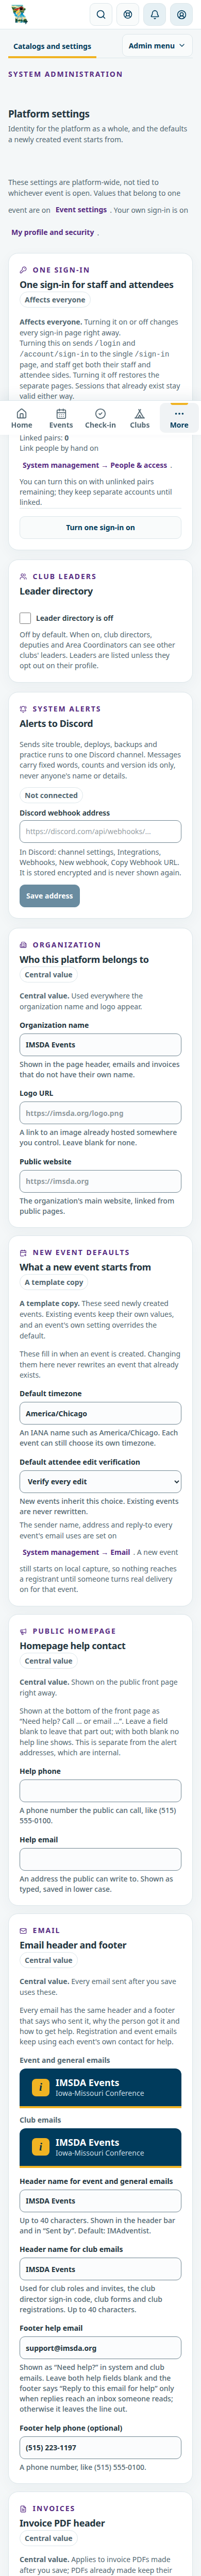 Catalogs and settings
Admin menu
SYSTEM ADMINISTRATION
Platform settings
Identity for the platform as a whole, and the defaults
a newly created event starts from.
These settings are platform-wide, not tied to
whichever event is open. Values that belong to one
event are on Event settings . Your own sign-in is on
My profile and security .
ONE SIGN-IN
One sign-in for staff and attendees
Affects everyone
Affects everyone. Turning it on or off changes
every sign-in page right away.
Turning this on sends /login and
/account/sign-in to the single /sign-in
page, and staff get both their staff and
attendee sides. Turning it off restores the
separate pages. Sessions that already exist stay
valid either way.
Home
Events
Check-in
Clubs
More
Linked pairs: 0
Link people by hand on
System management → People & access .
You can turn this on with unlinked pairs
remaining; they keep separate accounts until
linked.
Turn one sign-in on
CLUB LEADERS
Leader directory
Leader directory is off
Off by default. When on, club directors,
deputies and Area Coordinators can see other
clubs' leaders. Leaders are listed unless they
opt out on their profile.
SYSTEM ALERTS
Alerts to Discord
Sends site trouble, deploys, backups and
practice runs to one Discord channel. Messages
carry fixed words, counts and version ids only,
never anyone's name or details.
Not connected
Discord webhook address
https://discord.com/api/webhooks/...
In Discord: channel settings, Integrations,
Webhooks, New webhook, Copy Webhook URL.
It is stored encrypted and is never shown again.
Save address
ORGANIZATION
Who this platform belongs to
Central value
Central value. Used everywhere the
organization name and logo appear.
Organization name
IMSDA Events
Shown in the page header, emails and invoices
that do not have their own name.
Logo URL
https://imsda.org/logo.png
A link to an image already hosted somewhere
you control. Leave blank for none.
Public website
https://imsda.org
The organization's main website, linked from
public pages.
NEW EVENT DEFAULTS
What a new event starts from
A template copy
A template copy. These seed newly created
events. Existing events keep their own values,
and an event's own setting overrides the
default.
These fill in when an event is created. Changing
them here never rewrites an event that already
exists.
Default timezone
America/Chicago
An IANA name such as America/Chicago. Each
event can still choose its own timezone.
Default attendee edit verification
Verify every edit
New events inherit this choice. Existing events
are never rewritten.
The sender name, address and reply-to every
event's email uses are set on
System management → Email . A new event
still starts on local capture, so nothing reaches
a registrant until someone turns real delivery
on for that event.
PUBLIC HOMEPAGE
Homepage help contact
Central value
Central value. Shown on the public front page
right away.
Shown at the bottom of the front page as
“Need help? Call ... or email ...”. Leave a field
blank to leave that part out; with both blank no
help line shows. This is separate from the alert
addresses, which are internal.
Help phone
A phone number the public can call, like (515)
555-0100.
Help email
An address the public can write to. Shown as
typed, saved in lower case.
EMAIL
Email header and footer
Central value
Central value. Every email sent after you save
uses these.
Every email has the same header and a footer
that says who sent it, why the person got it and
how to get help. Registration and event emails
keep using each event's own contact for help.
Event and general emails
i
IMSDA Events
Iowa-Missouri Conference
Club emails
i
IMSDA Events
Iowa-Missouri Conference
Header name for event and general emails
IMSDA Events
Up to 40 characters. Shown in the header bar
and in “Sent by”. Default: IMAdventist.
Header name for club emails
IMSDA Events
Used for club roles and invites, the club
director sign-in code, club forms and club
registrations. Up to 40 characters.
Footer help email
support@imsda.org
Shown as “Need help?” in system and club
emails. Leave both help fields blank and the
footer says “Reply to this email for help” only
when replies reach an inbox someone reads;
otherwise it leaves the line out.
Footer help phone (optional)
(515) 223-1197
A phone number, like (515) 555-0100.
INVOICES
Invoice PDF header
Central value
Central value. Applies to invoice PDFs made
after you save; PDFs already made keep their